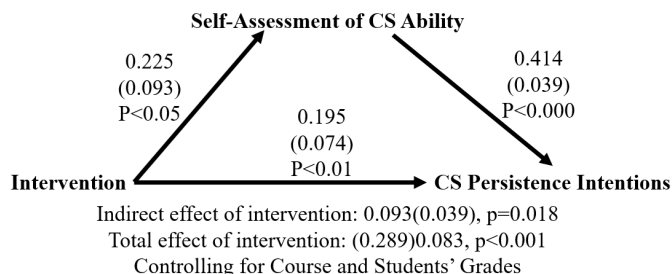 Self-Assessment of CS Ability
0.225
(0.093)
P<0.05
0.414
(0.039)
P<0.000
0.195
(0.074)
P<0.01
Intervention
CS Persistence Intentions
Indirect effect of intervention: 0.093(0.039), p=0.018
Total effect of intervention: (0.289)0.083, p<0.001
Controlling for Course and Students’ Grades